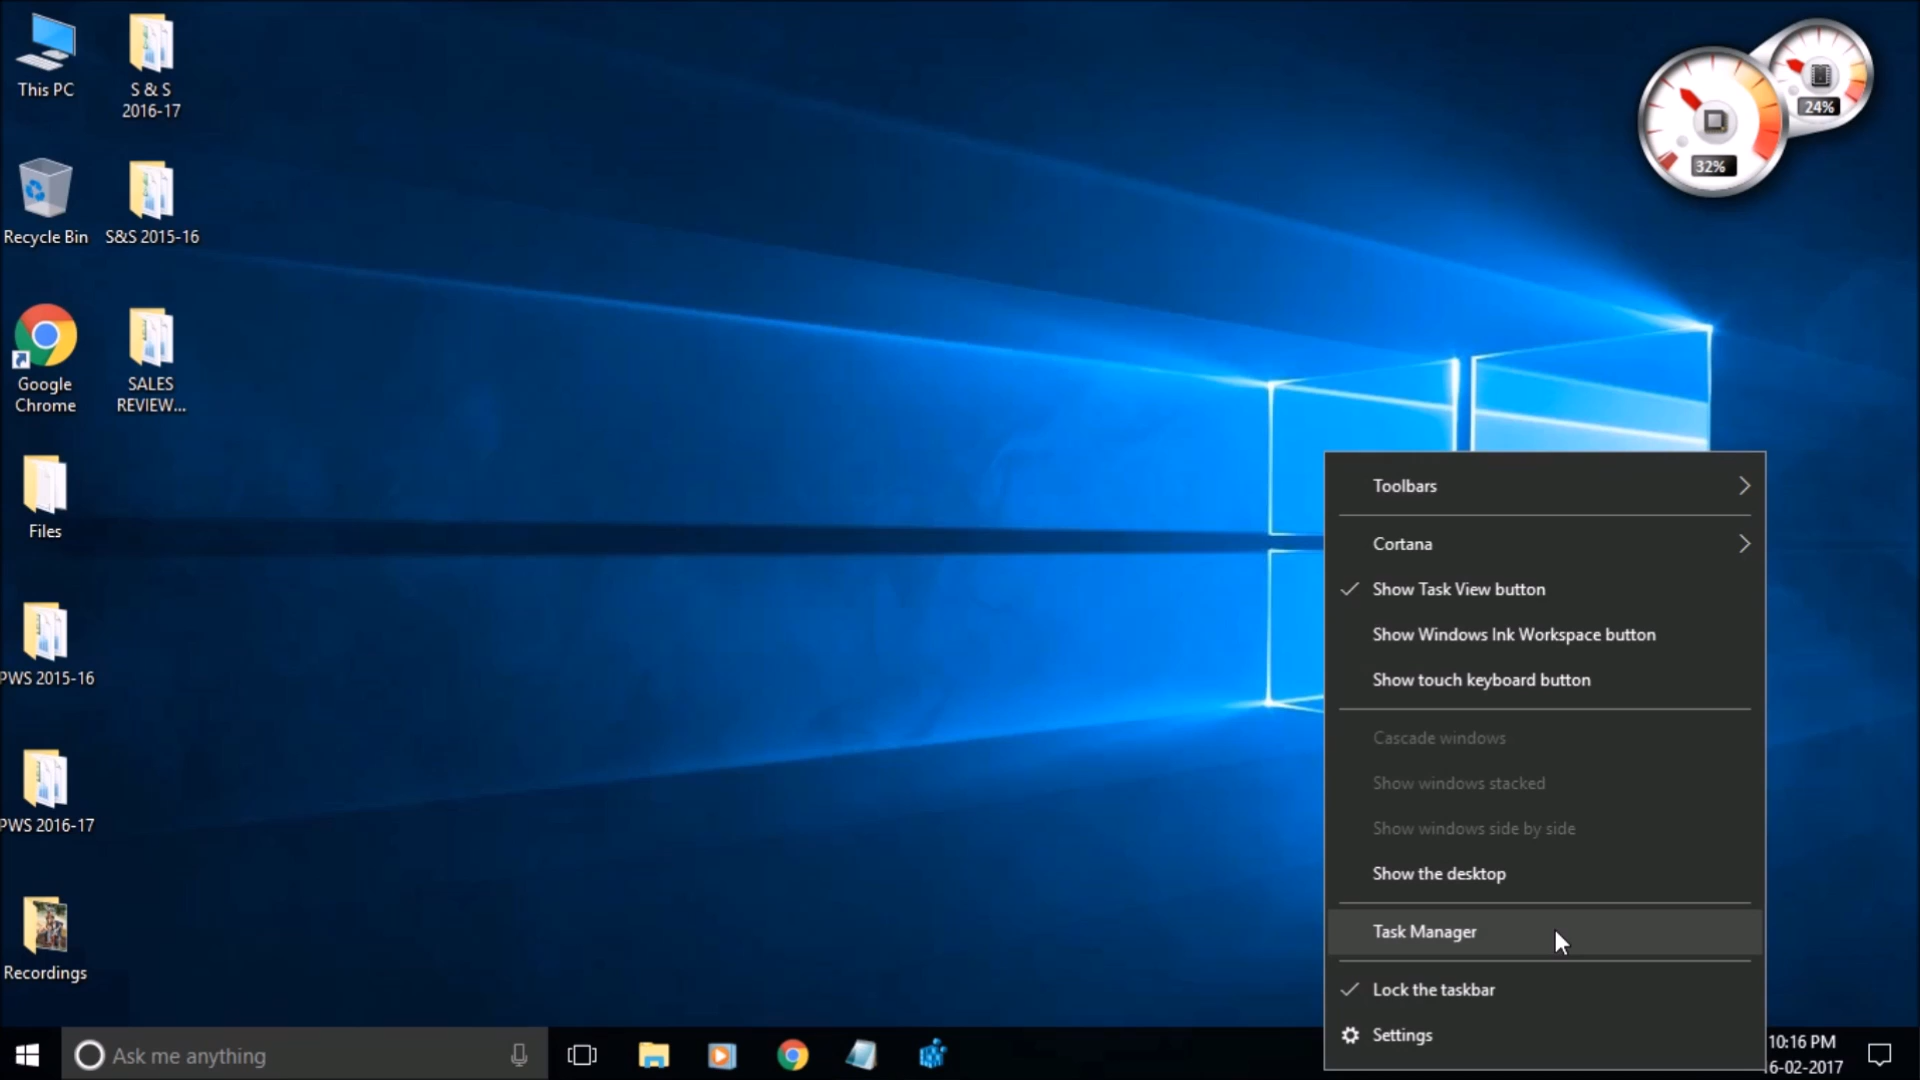 This PC
S & S
2016-17
Recycle Bin
S&S 2015-16
Google
Chrome
SALES
REVIEW...
Files
PWS 2015-16
PWS 2016-17
Recordings
24%
32%
Toolbars
Cortana
Show Task View button
Show Windows Ink Workspace button
Show touch keyboard button
Cascade windows
Show windows stacked
Show windows side by side
Show the desktop
Task Manager
Lock the taskbar
Settings
Ask me anything
10:16 PM
16-02-2017